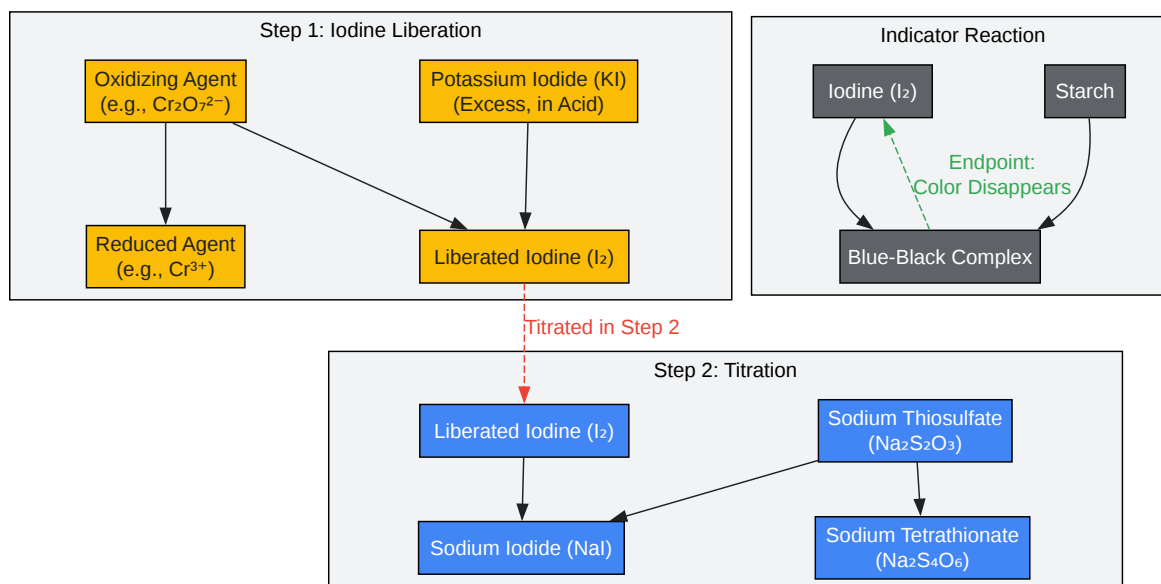 Step 1: Iodine Liberation
Oxidizing Agent
(e.g., Cr₂O₇²⁻)
Potassium Iodide (KI)
(Excess, in Acid)
Reduced Agent
(e.g., Cr³⁺)
Liberated Iodine (I₂)
Indicator Reaction
Iodine (I₂)
Starch
Endpoint:
Color Disappears
Blue-Black Complex
Titrated in Step 2
Step 2: Titration
Liberated Iodine (I₂)
Sodium Thiosulfate
(Na₂S₂O₃)
Sodium Iodide (NaI)
Sodium Tetrathionate
(Na₂S₄O₆)